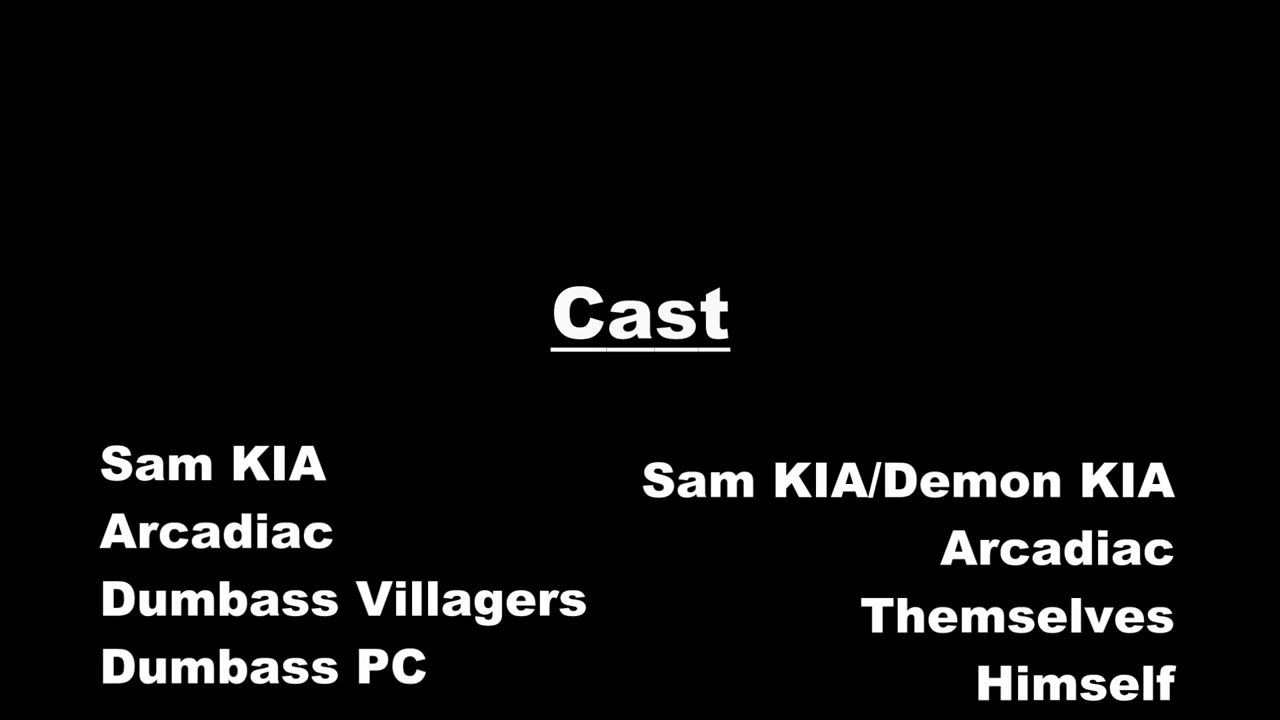 Cast
Sam KIA
Sam KIA/Demon KIA
Arcadiac
Arcadiac
Dumbass Villagers
Themselves
Dumbass PC
Himself